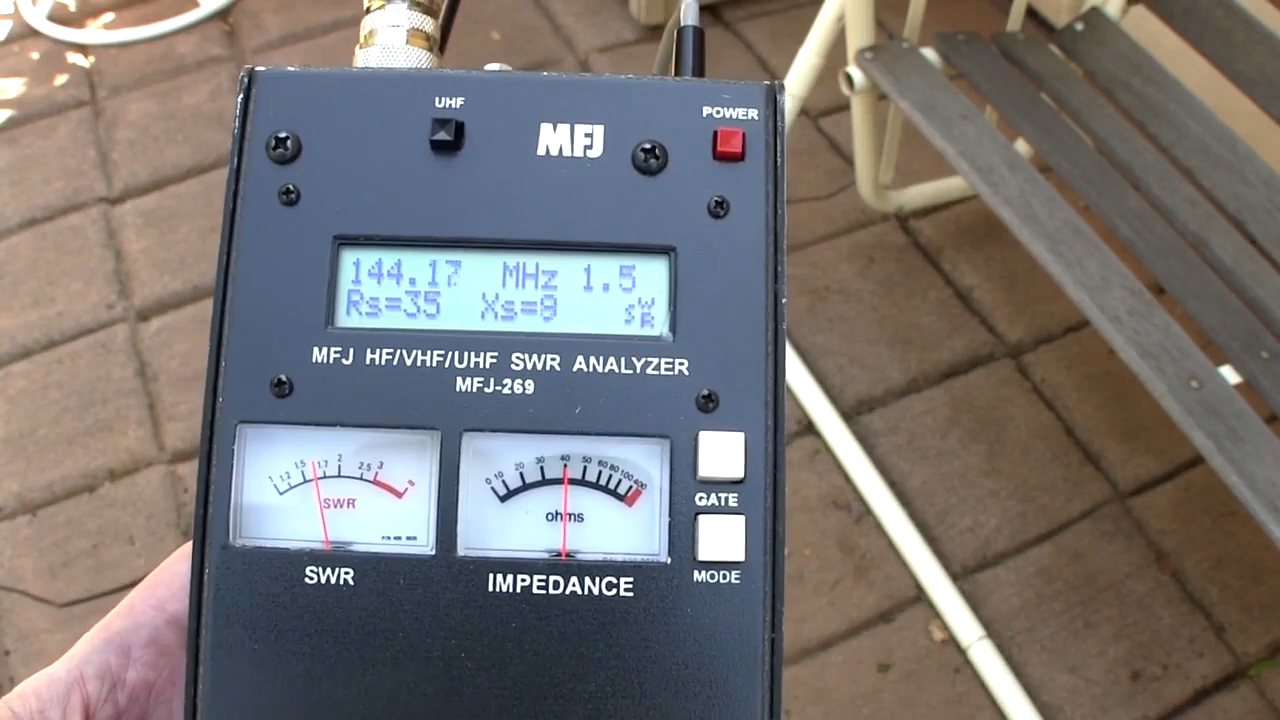 UHF
POWER
MFJ
144.17 MHz 1.5
Rs=35 Xs=9 SWR
MFJ HF/VHF/UHF SWR ANALYZER
MFJ-269
1 1.2 1.5 1.7 2 2.5 3 8
SWR
0 10 20 30 40 50 60 80 100 400
ohms
GATE
SWR
IMPEDANCE
MODE